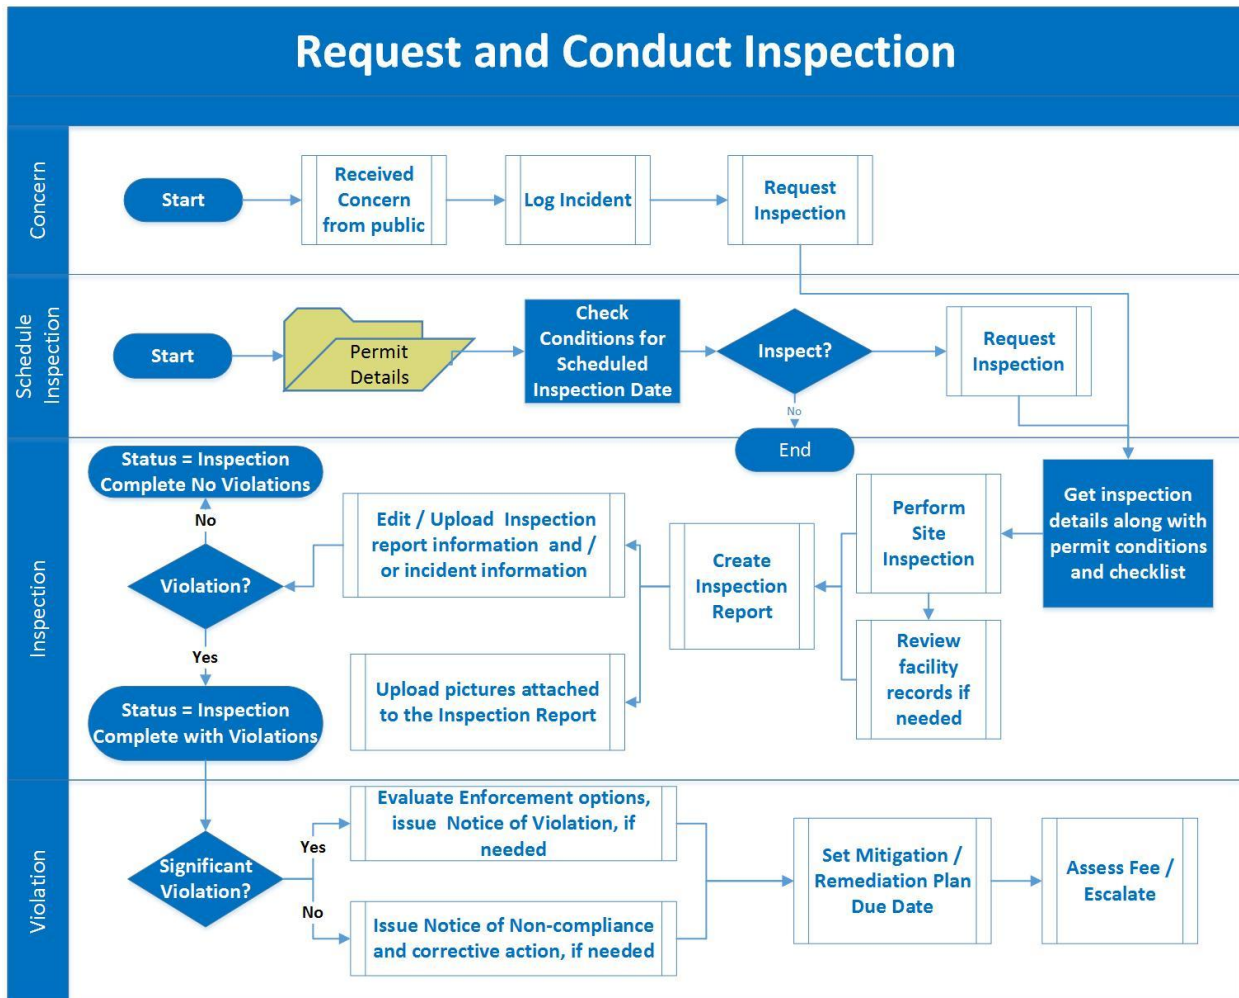 Request and Conduct Inspection
Concern
Start
Received
Concern
from public
Log Incident
Request
Inspection
Schedule
Inspection
Start
Permit
Details
Check
Conditions for
Scheduled
Inspection Date
Inspect?
No
End
Request
Inspection
Inspection
Get inspection
details along with
permit conditions
and checklist
Perform
Site
Inspection
Review
facility
records if
needed
Create
Inspection
Report
Edit / Upload Inspection
report information and /
or incident information
Upload pictures attached
to the Inspection Report
Violation?
No
Status = Inspection
Complete No Violations
Yes
Status = Inspection
Complete with Violations
Violation
Significant
Violation?
Yes
Evaluate Enforcement options,
issue Notice of Violation, if
needed
No
Issue Notice of Non-compliance
and corrective action, if needed
Set Mitigation /
Remediation Plan
Due Date
Assess Fee /
Escalate